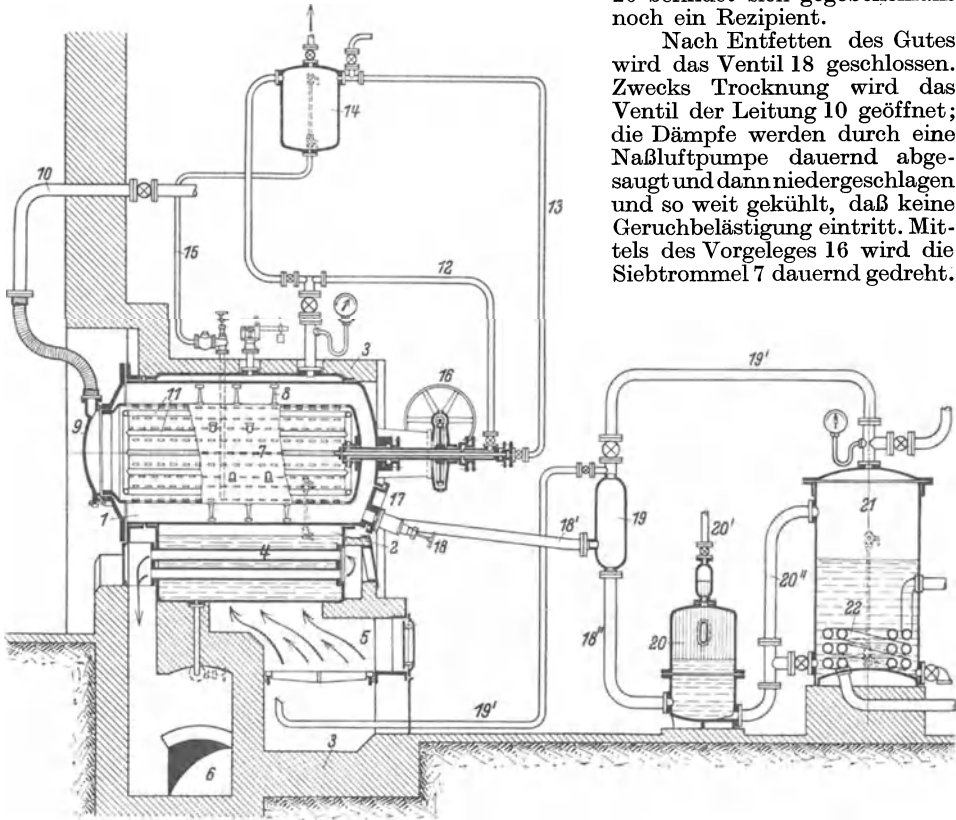 noch ein Rezipient.
Nach Entfetten des Gutes
wird das Ventil 18 geschlossen.
Zwecks Trocknung wird das
Ventil der Leitung 10 geöffnet;
die Dämpfe werden durch eine
Naßluftpumpe dauernd abge-
saugt und dann niedergeschlagen
und so weit gekühlt, daß keine
Geruchbelästigung eintritt. Mit-
tels des Vorgeleges 16 wird die
Siebtrommel 7 dauernd gedreht.
14
10
13
15
12
3
16
19'
11
8
9
7
17
21
1
2
18
18'
19
20'
4
20"
22
5
18"
20
19'
3
6